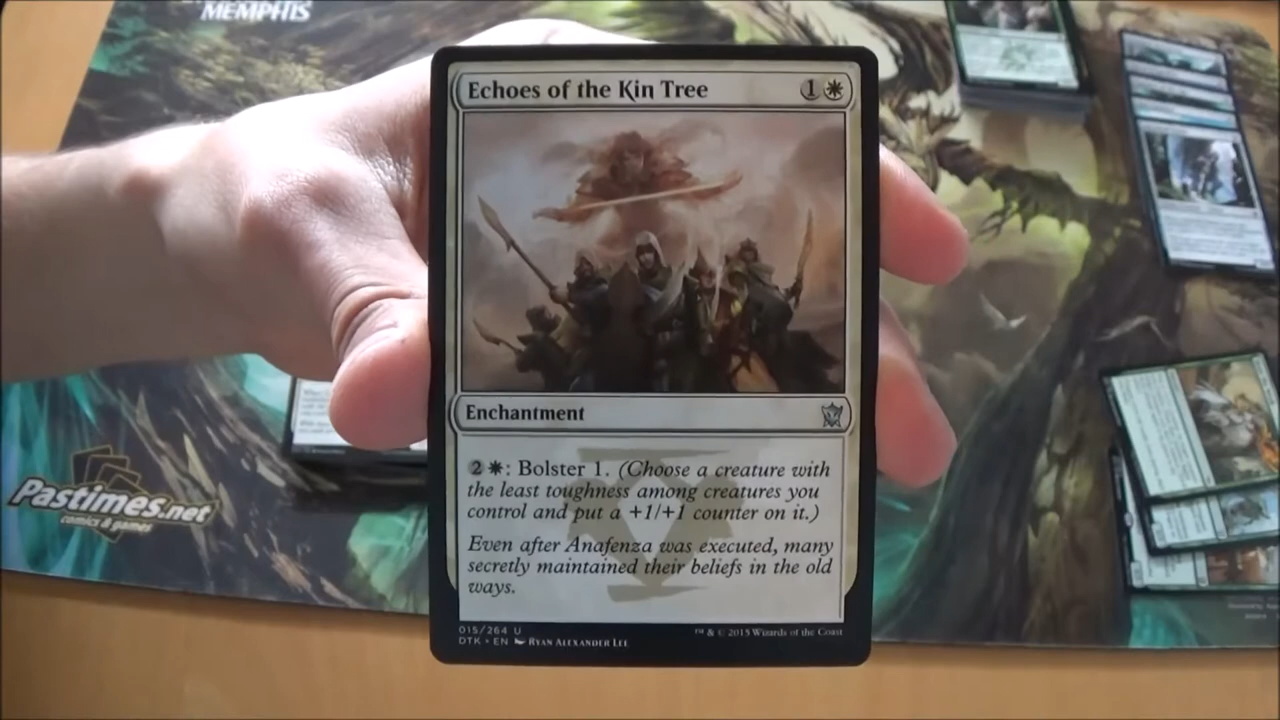 MEMPHIS
Echoes of the Kin Tree 1
Enchantment
2 : Bolster 1. (Choose a creature with
the least toughness among creatures you
control and put a +1/+1 counter on it.)
Even after Anafenza was executed, many
secretly maintained their beliefs in the old
ways.
015/264 U
DTK • EN Ryan Alexander Lee
™ & © 2015 Wizards of the Coast
Pastimes.net
comics & games